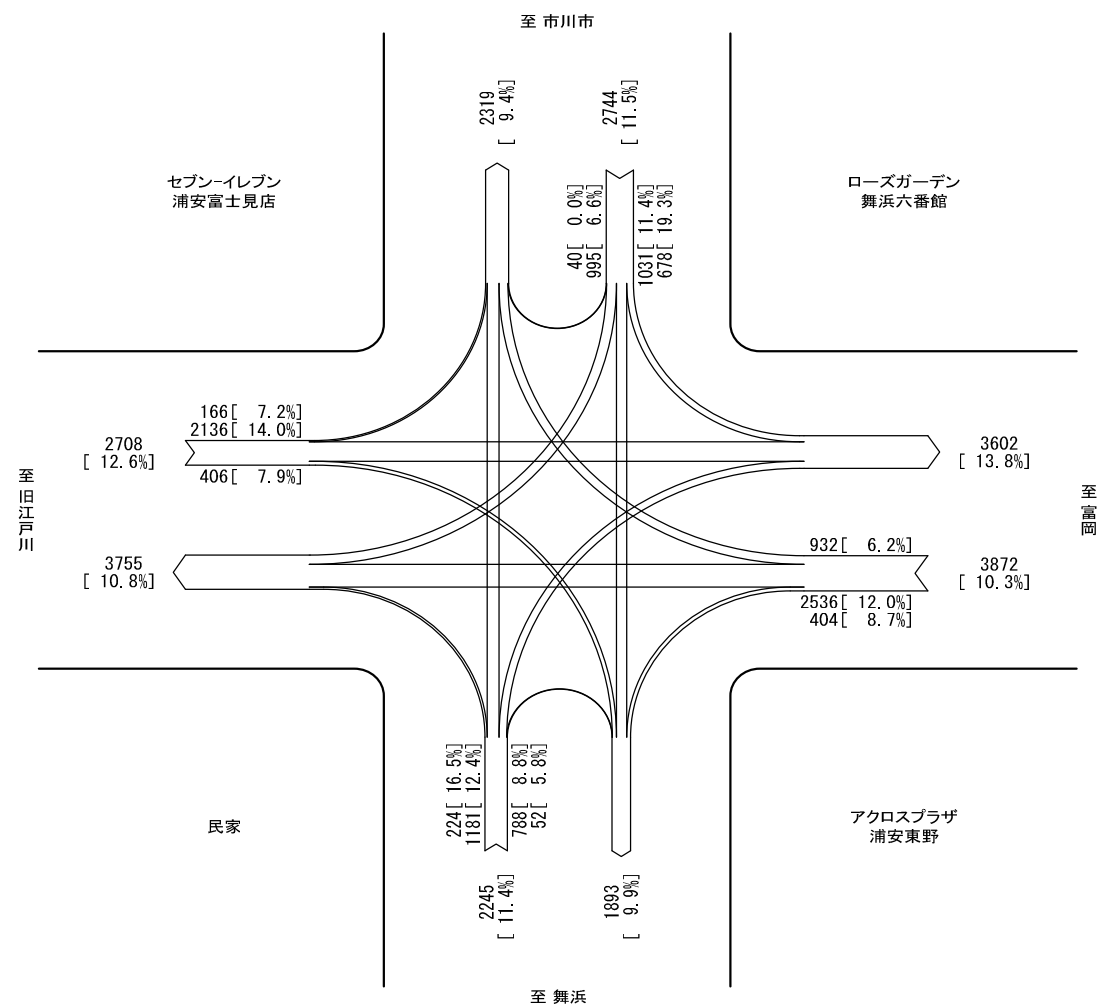 至 市川市
2319
[ 9.4%]
2744
[ 11.5%]
セブン-イレブン
浦安富士見店
ローズガーデン
舞浜六番館
40[ 0.0%]
995[ 6.6%]
1031[ 11.4%]
678[ 19.3%]
166[ 7.2%]
2136[ 14.0%]
406[ 7.9%]
2708
[ 12.6%]
3602
[ 13.8%]
至 旧江戸川
至 富岡
3755
[ 10.8%]
932[ 6.2%]
2536[ 12.0%]
404[ 8.7%]
3872
[ 10.3%]
224[ 16.5%]
1181[ 12.4%]
788[ 8.8%]
52[ 5.8%]
民家
アクロスプラザ
浦安東野
2245
[ 11.4%]
1893
[ 9.9%]
至 舞浜